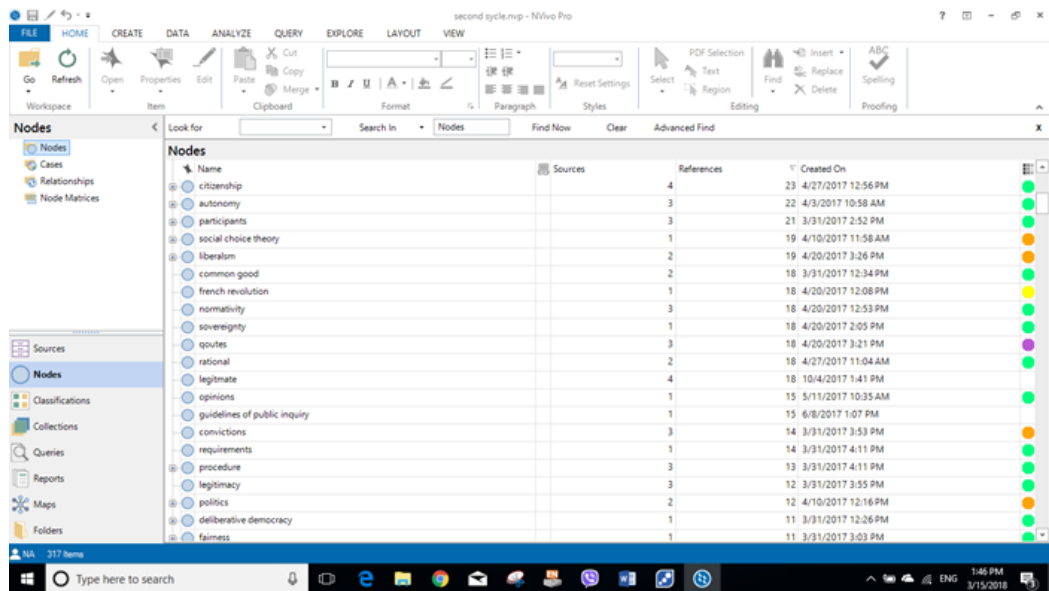 second sycle.nvp - NVivo Pro
FILE HOME CREATE DATA ANALYZE QUERY EXPLORE LAYOUT VIEW
Go Refresh Open Properties Edit Paste Cut Copy Merge
B I U A Reset Settings
Select PDF Selection Text Region Find Insert Replace Delete ABC Spelling
Workspace Item Clipboard Format Paragraph Styles Editing Proofing
Nodes Look for Search In Nodes Find Now Clear Advanced Find x
Nodes
Cases
Relationships
Node Matrices
Sources
Nodes
Classifications
Collections
Queries
Reports
Maps
Folders
Nodes
Name Sources References Created On
citizenship 4 23 4/27/2017 12:56 PM
autonomy 3 22 4/3/2017 10:58 AM
participants 3 21 3/31/2017 2:52 PM
social choice theory 1 19 4/10/2017 11:58 AM
liberalsm 2 19 4/20/2017 3:26 PM
common good 2 18 3/31/2017 12:34 PM
french revolution 1 18 4/20/2017 12:08 PM
normativity 3 18 4/20/2017 12:53 PM
sovereignty 1 18 4/20/2017 2:05 PM
qoutes 3 18 4/20/2017 3:21 PM
rational 2 18 4/27/2017 11:04 AM
legitmate 4 18 10/4/2017 1:41 PM
opinions 1 15 5/11/2017 10:35 AM
guidelines of public inquiry 1 15 6/8/2017 1:07 PM
convictions 3 14 3/31/2017 3:53 PM
requirements 1 14 3/31/2017 4:11 PM
procedure 3 13 3/31/2017 4:11 PM
legitimacy 3 12 3/31/2017 3:55 PM
politics 2 12 4/10/2017 12:16 PM
deliberative democracy 1 11 3/31/2017 12:26 PM
fairness 1 11 3/31/2017 3:03 PM
NA 317 Items
Type here to search ENG 1:46 PM
3/15/2018